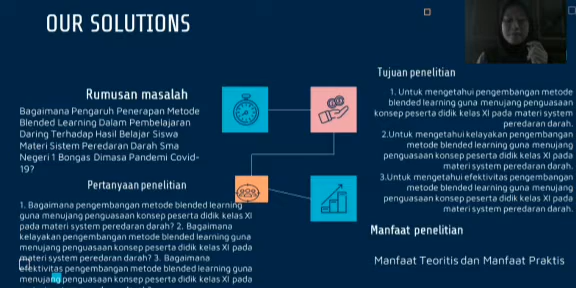 OUR SOLUTIONS
Rumusan masalah
Bagaimana Pengaruh Penerapan Metode
Blended Learning Dalam Pembelajaran
Daring Terhadap Hasil Belajar Siswa
Materi Sistem Peredaran Darah Sma
Negeri 1 Bongas Dimasa Pandemi Covid-
19?
Pertanyaan penelitian
1. Bagaimana pengembangan metode blended learning
guna menujang penguasaan konsep peserta didik kelas XI
pada materi system peredaran darah? 2. Bagaimana
kelayakan pengembangan metode blended learning guna
menujang penguasaan konsep peserta didik kelas XI pada
materi system peredaran darah? 3. Bagaimana
efektivitas pengembangan metode blended learning guna
menujang penguasaan konsep peserta didik kelas XI pada
Tujuan penelitian
1. Untuk mengetahui pengembangan metode
blended learning guna menujang penguasaan
konsep peserta didik kelas XI pada materi system
peredaran darah.
2.Untuk mengetahui kelayakan pengembangan
metode blended learning guna menujang
penguasaan konsep peserta didik kelas XI pada
materi system peredaran darah.
3.Untuk mengetahui efektivitas pengembangan
metode blended learning guna menujang
penguasaan konsep peserta didik kelas XI pada
materi system peredaran darah.
Manfaat penelitian
Manfaat Teoritis dan Manfaat Praktis